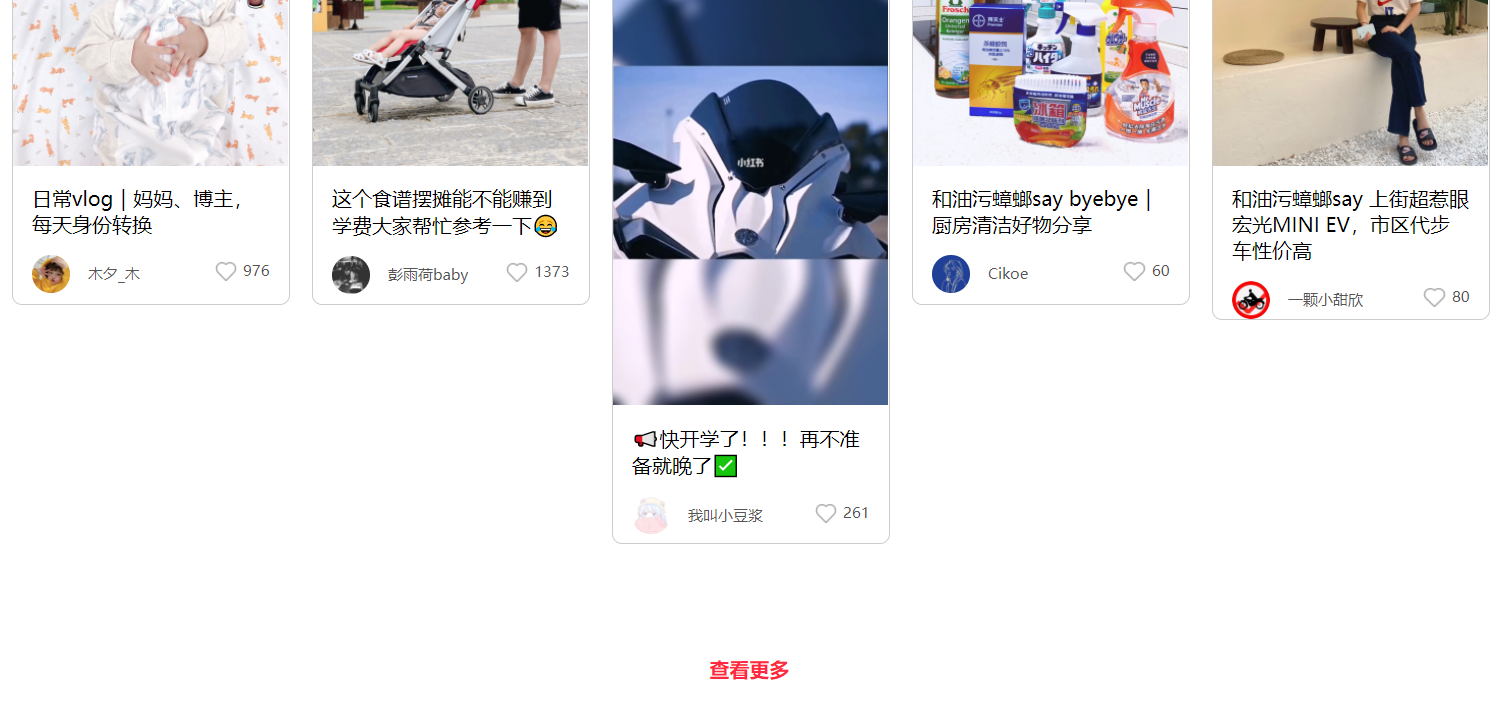 Frosch
Orangen
冰箱
MR MUSCLE
小红书
日常vlog｜妈妈、博主，
每天身份转换
木夕_木
976
这个食谱摆摊能不能赚到
学费大家帮忙参考一下😂
彭雨荷baby
1373
📢快开学了！！！再不准
备就晚了✅
我叫小豆浆
261
和油污蟑螂say byebye｜
厨房清洁好物分享
Cikoe
60
和油污蟑螂say 上街超惹眼
宏光MINI EV，市区代步
车性价高
一颗小甜欣
80
查看更多